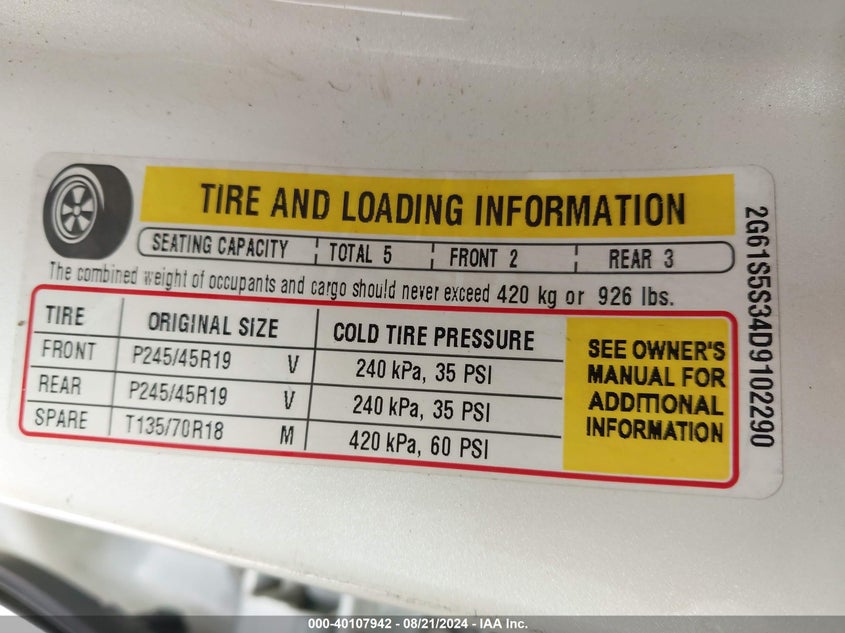 TIRE AND LOADING INFORMATION
SEATING CAPACITY TOTAL 5 FRONT 2 REAR 3
The combined weight of occupants and cargo should never exceed 420 kg or 926 lbs.
TIRE ORIGINAL SIZE COLD TIRE PRESSURE
FRONT P245/45R19 V 240 kPa, 35 PSI
REAR P245/45R19 V 240 kPa, 35 PSI
SPARE T135/70R18 M 420 kPa, 60 PSI
SEE OWNER'S
MANUAL FOR
ADDITIONAL
INFORMATION
2G61S5S34D9102290
000-40107942 - 08/21/2024 - IAA Inc.